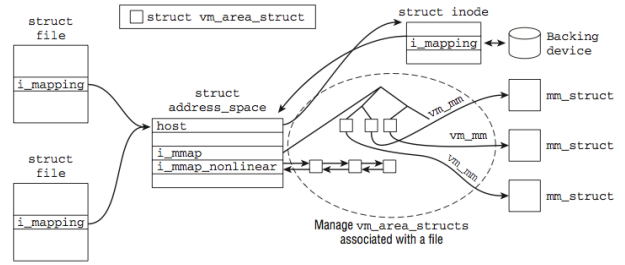 struct
file
i_mapping
struct
file
i_mapping
struct vm_area_struct
struct
address_space
host
i_mmap
i_mmap_nonlinear
struct inode
i_mapping
Backing
device
vm_mm
mm_struct
vm_mm
mm_struct
vm_mm
mm_struct
Manage vm_area_structs
associated with a file